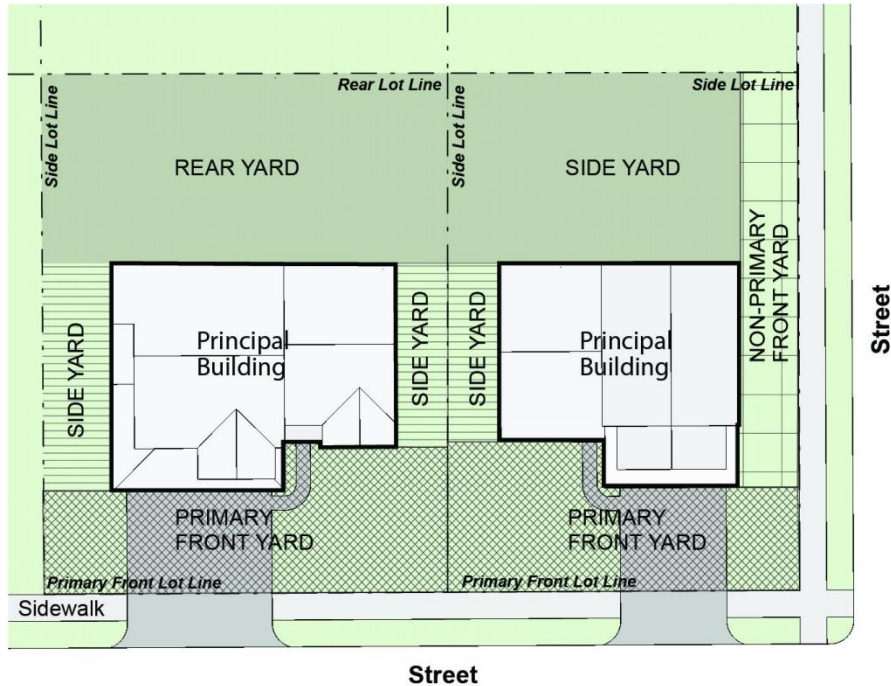 Rear Lot Line
Side Lot Line
Side Lot Line
Side Lot Line
REAR YARD
SIDE YARD
NON-PRIMARY
FRONT YARD
Street
SIDE YARD
Principal
Building
SIDE YARD
SIDE YARD
Principal
Building
PRIMARY
FRONT YARD
PRIMARY
FRONT YARD
Primary Front Lot Line
Primary Front Lot Line
Sidewalk
Street